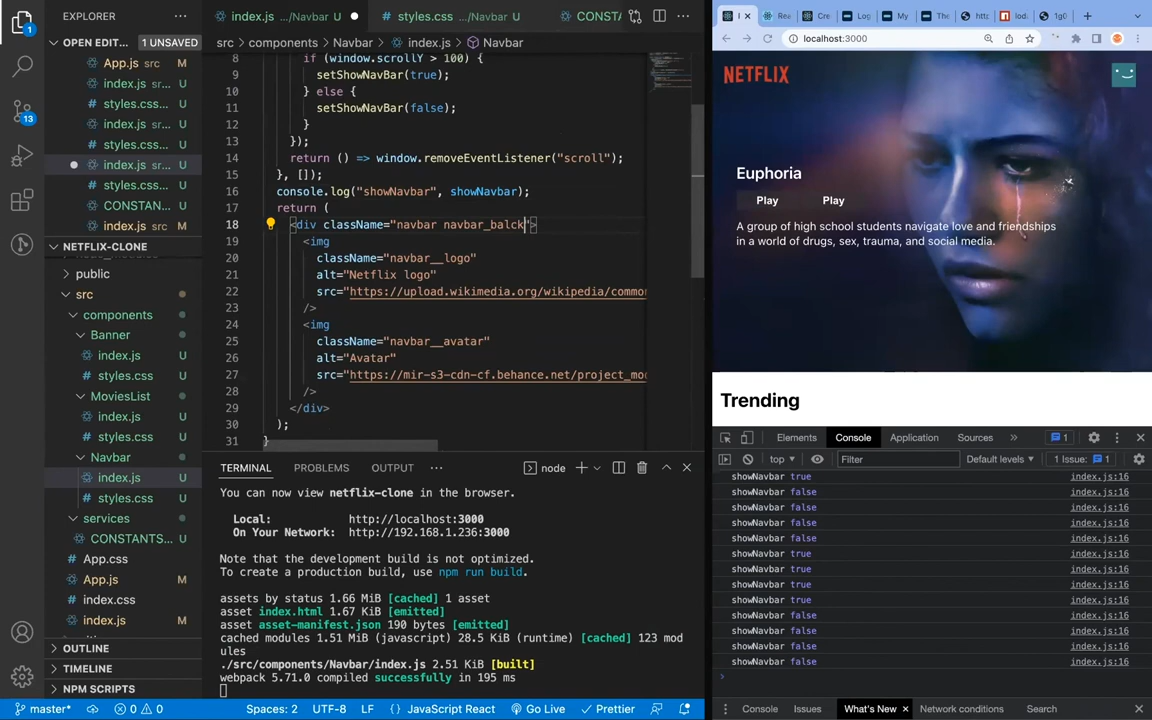 EXPLORER
OPEN EDIT... 1 UNSAVED
App.js src M
index.js sr... U
styles.css... U
index.js sr... U
styles.css... U
index.js sr... U
styles.css... U
CONSTAN... U
index.js sr... U
NETFLIX-CLONE
public
src
components
Banner
index.js U
styles.css U
MoviesList
index.js U
styles.css U
Navbar
index.js U
styles.css U
services
CONSTANTS... U
App.css
App.js M
index.css
index.js M
OUTLINE
TIMELINE
NPM SCRIPTS
1
13
index.js .../Navbar
styles.css .../Navbar U
CONSTA
src > components > Navbar > index.js > Navbar
8 if (window.scrollY > 100) {
9 setShowNavBar(true);
10 } else {
11 setShowNavBar(false);
12 }
13 });
14 return () => window.removeEventListener("scroll");
15 }, []);
16 console.log("showNavbar", showNavbar);
17 return (
18 <div className="navbar navbar_balck">
19 <img
20 className="navbar__logo"
21 alt="Netflix logo"
22 src="https://upload.wikimedia.org/wikipedia/commo
23 />
24 <img
25 className="navbar__avatar"
26 alt="Avatar"
27 src="https://mir-s3-cdn-cf.behance.net/project_mo
28 />
29 </div>
30 );
31 }
TERMINAL PROBLEMS OUTPUT ... node
You can now view netflix-clone in the browser.
Local: http://localhost:3000
On Your Network: http://192.168.1.236:3000
Note that the development build is not optimized.
To create a production build, use npm run build.
assets by status 1.66 MiB [cached] 1 asset
asset index.html 1.67 KiB [emitted]
asset asset-manifest.json 190 bytes [emitted]
cached modules 1.51 MiB (javascript) 28.5 KiB (runtime) [cached] 123 mod
ules
./src/components/Navbar/index.js 2.51 KiB [built]
webpack 5.71.0 compiled successfully in 195 ms
master* 0 0 Spaces: 2 UTF-8 LF {} JavaScript React Go Live Prettier
Rea Cre Log My The http loda 1g0
localhost:3000
NETFLIX
Euphoria
Play Play
A group of high school students navigate love and friendships
in a world of drugs, sex, trauma, and social media.
Trending
Elements Console Application Sources 1
top Filter Default levels 1 Issue: 1
showNavbar true index.js:16
showNavbar false index.js:16
showNavbar false index.js:16
showNavbar false index.js:16
showNavbar false index.js:16
showNavbar true index.js:16
showNavbar true index.js:16
showNavbar true index.js:16
showNavbar true index.js:16
showNavbar false index.js:16
showNavbar false index.js:16
showNavbar false index.js:16
showNavbar false index.js:16
Console Issues What's New Network conditions Search